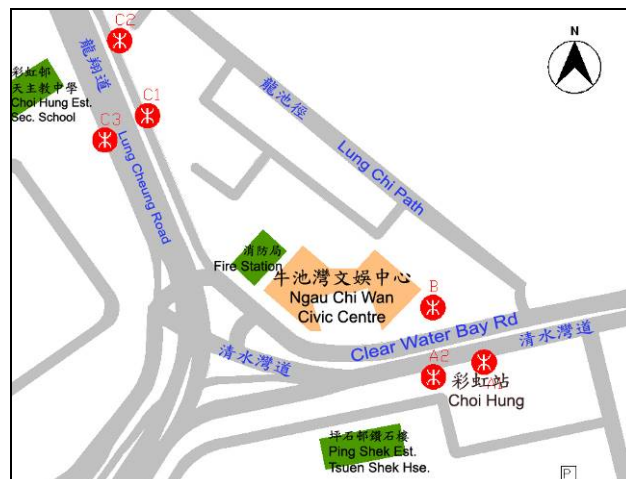 C2
N
龍翔道
彩虹邨
天主教中學
Choi Hung Est.
Sec. School
C1
C3
龍池徑
Lung Cheung Road
Lung Chi Path
消防局
Fire Station
牛池灣文娛中心
Ngau Chi Wan
Civic Centre
B
Clear Water Bay Rd
清水灣道
清水灣道
A2
A1
彩虹站
Choi Hung
坪石邨鑽石樓
Ping Shek Est.
Tsuen Shek Hse.
P